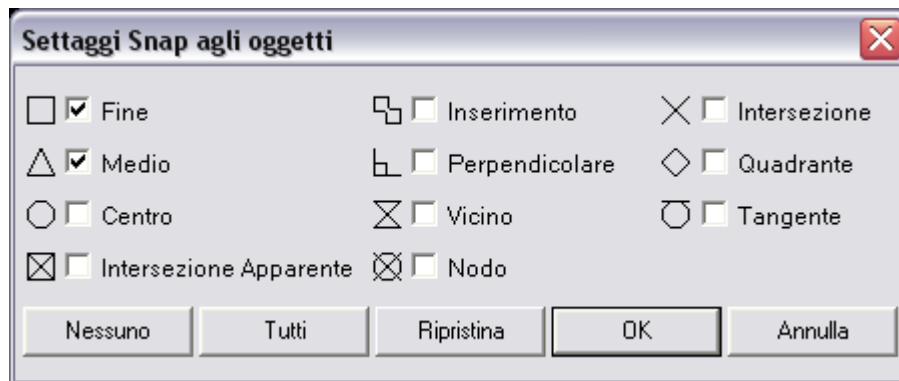 Settaggi Snap agli oggetti
Fine Inserimento Intersezione
Medio Perpendicolare Quadrante
Centro Vicino Tangente
Intersezione Apparente Nodo
Nessuno Tutti Ripristina OK Annulla